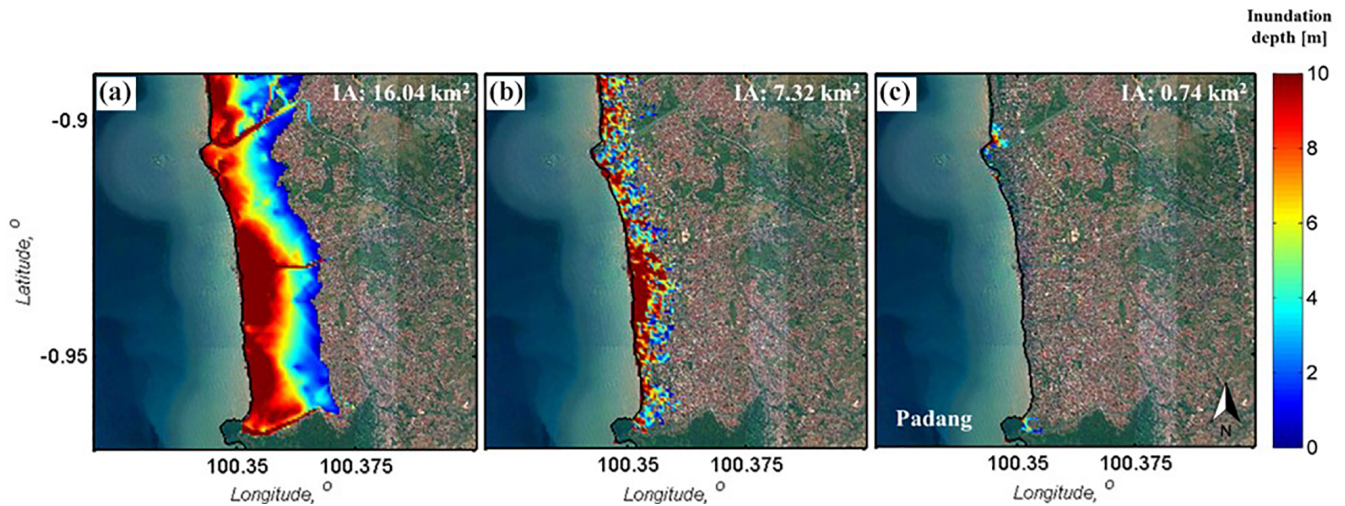 Inundation
depth [m]
(a)
IA: 16.04 km²
(b)
IA: 7.32 km²
(c)
IA: 0.74 km²
10
8
6
4
2
0
-0.9
-0.95
Latitude, °
Padang
N
100.35
100.375
100.35
100.375
100.35
100.375
Longitude, °
Longitude, °
Longitude, °